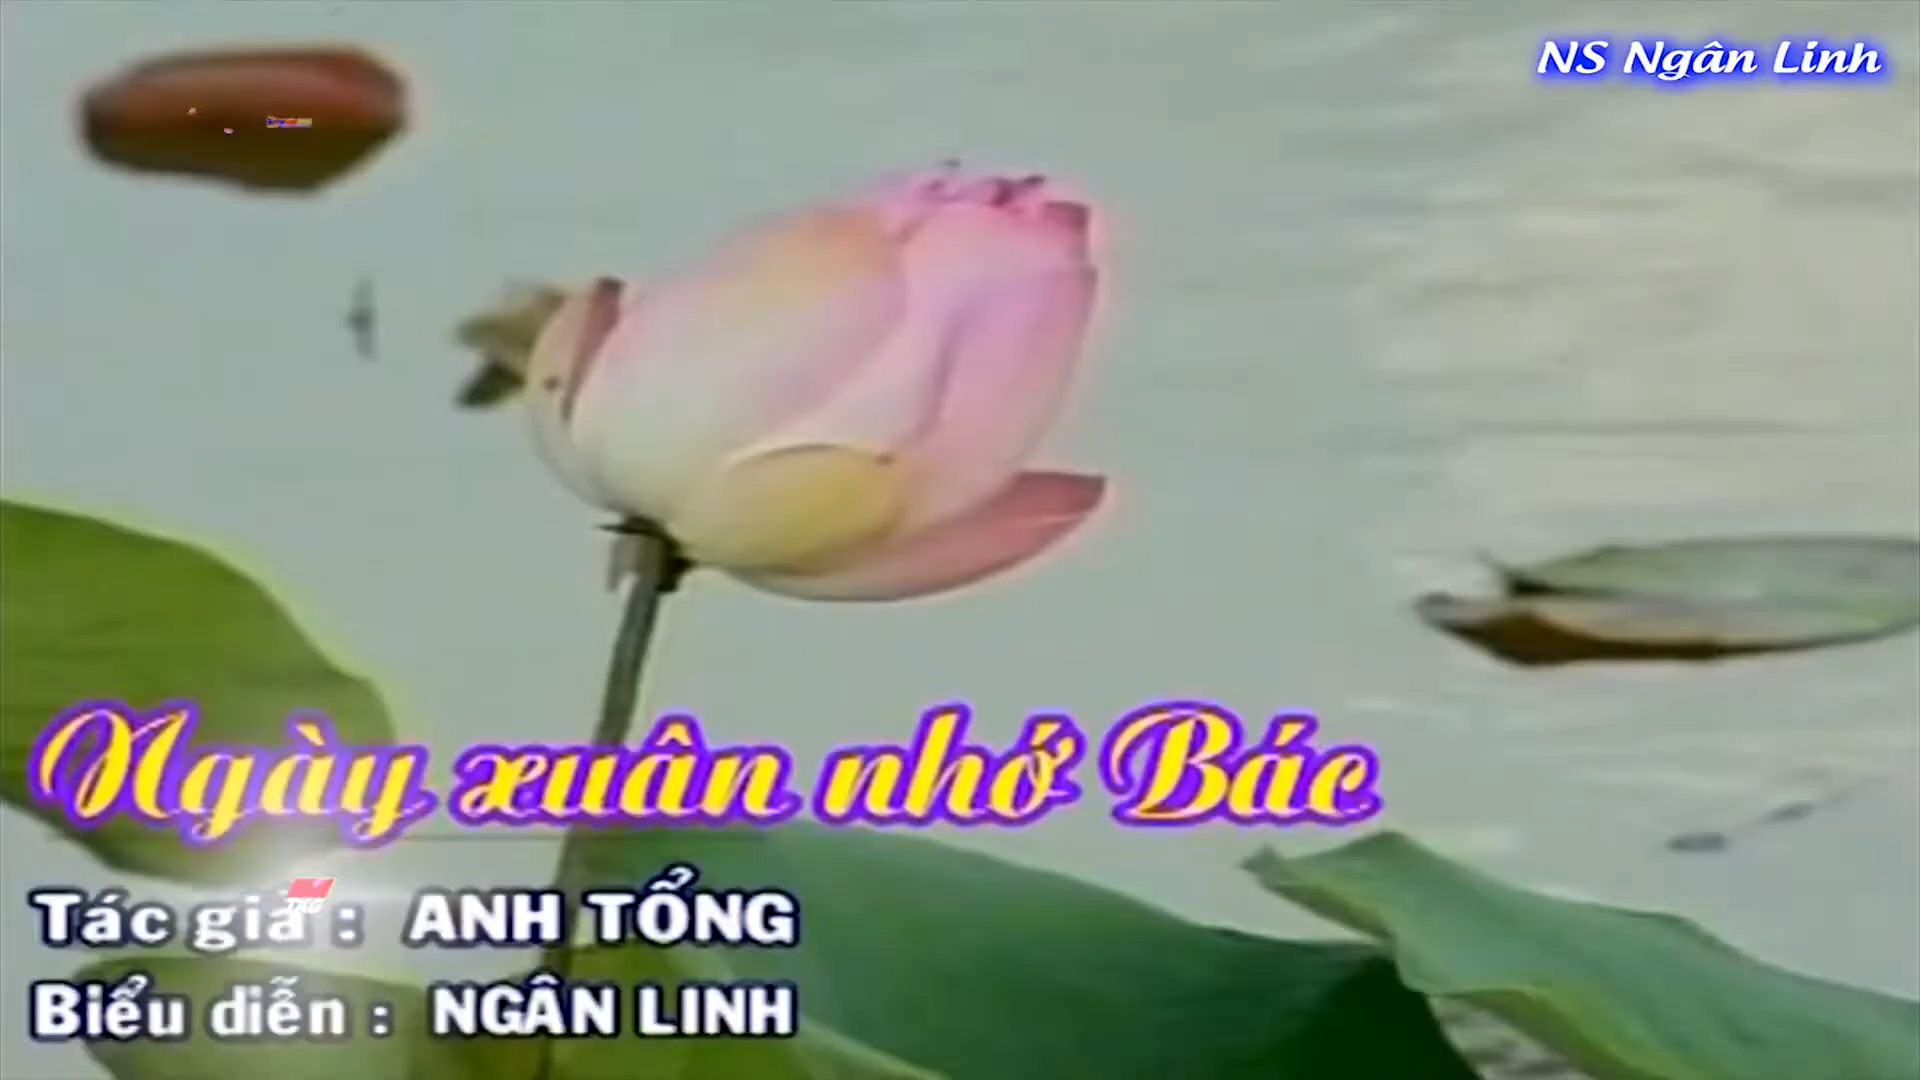 NS Ngân Linh
Ngày xuân nhớ Bác
Tác giả : ANH TỔNG
Biểu diễn : NGÂN LINH